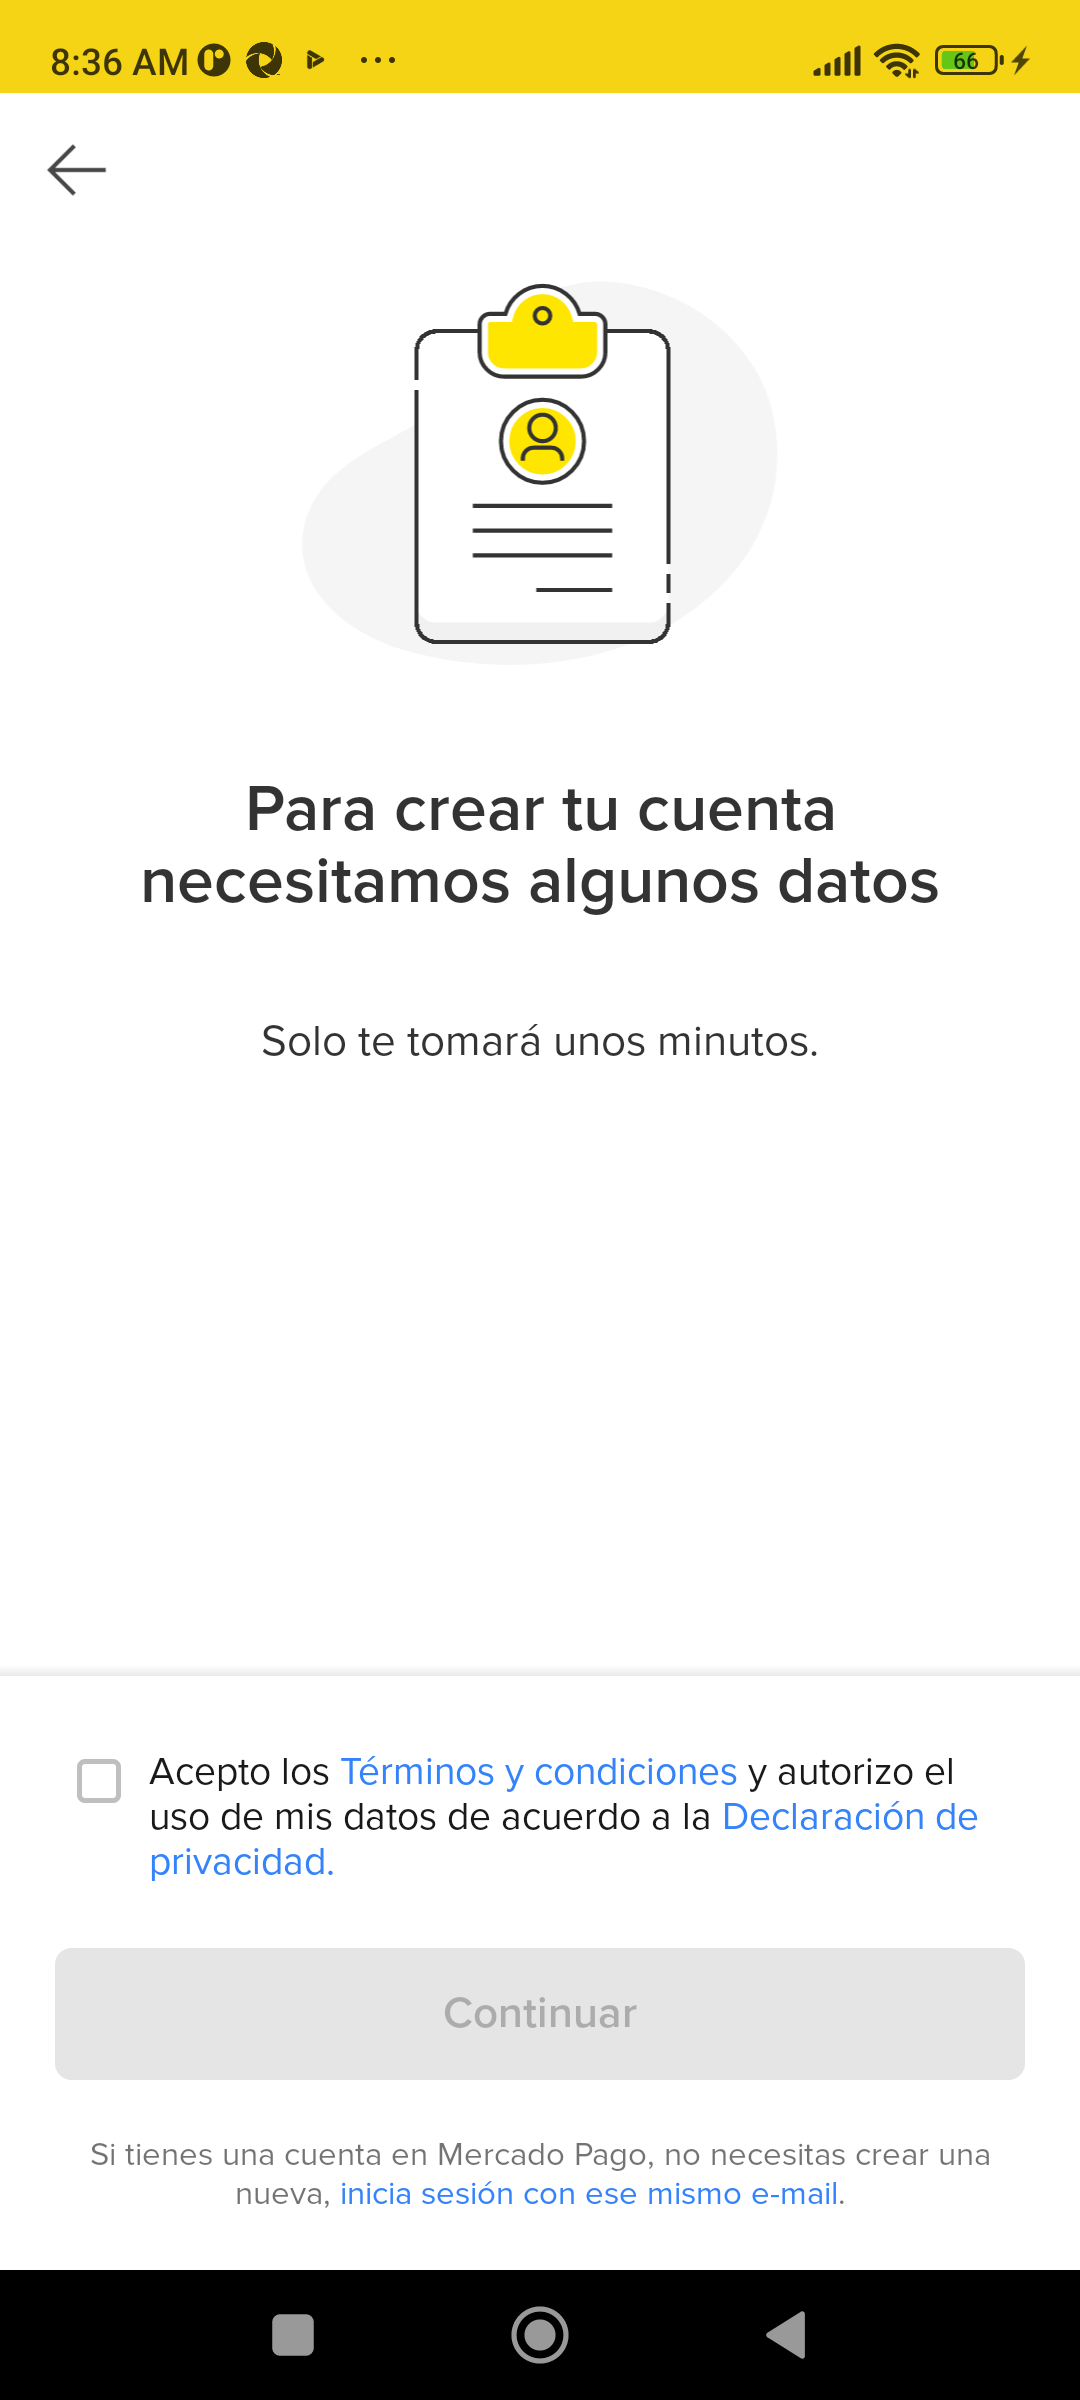 8:36 AM
66
Para crear tu cuenta
necesitamos algunos datos
Solo te tomará unos minutos.
Acepto los Términos y condiciones y autorizo el
uso de mis datos de acuerdo a la Declaración de
privacidad.
Continuar
Si tienes una cuenta en Mercado Pago, no necesitas crear una
nueva, inicia sesión con ese mismo e-mail.